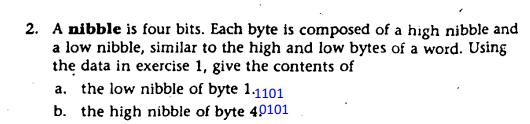 2. A nibble is four bits. Each byte is composed of a high nibble and
a low nibble, similar to the high and low bytes of a word. Using
the data in exercise 1, give the contents of
a. the low nibble of byte 1.1101
b. the high nibble of byte 4.0101